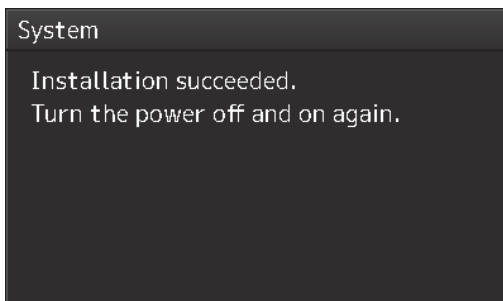 System
Installation succeeded.
Turn the power off and on again.